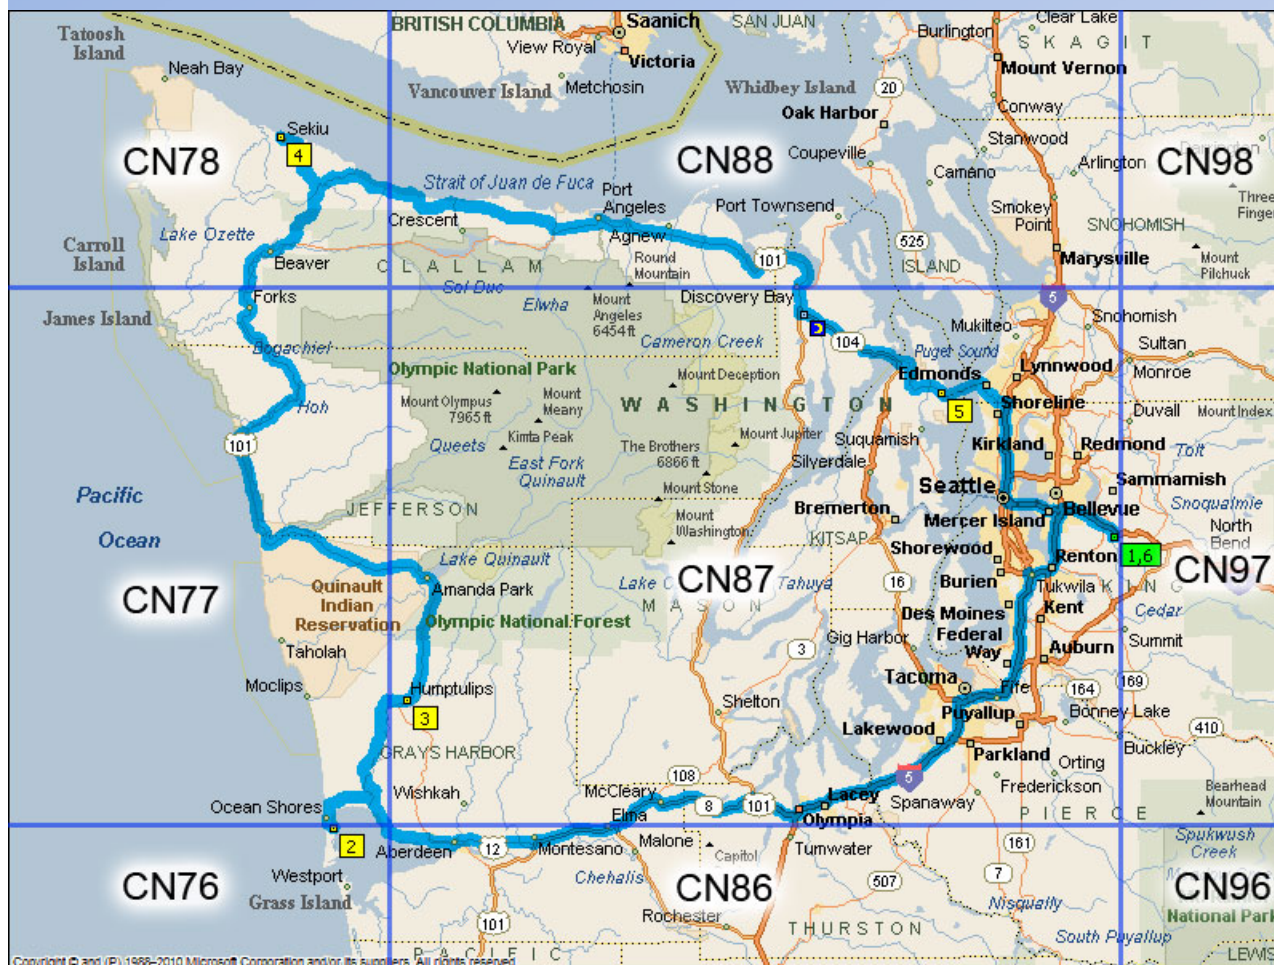 BRITISH COLUMBIA
Saanich
SAN JUAN
Burlington
Clear Lake
SKAGIT
Tatoosh
Island
View Royal
Victoria
Neah Bay
Mount Vernon
Vancouver Island
Metchosin
Whidbey Island
20
Conway
Oak Harbor
Sekiu
4
Stanwood
CN78
CN88
CN98
Coupeville
Arlington
Camano
Strait of Juan de Fuca
Port
Angeles
Port Townsend
Smokey
Point
Three
Finger
SNOHOMISH
Crescent
Agnew
Lake Ozette
525
Carroll
Island
Beaver
CLALLAM
Round
Mountain
101
ISLAND
Marysville
Mount
Pilchuck
Sol Duc
Forks
Elwha
Mount
Angeles
6454 ft
Discovery Bay
5
James Island
Mukilteo
Snohomish
Bogachiel
Cameron Creek
104
Puget Sound
Sultan
Olympic National Park
Mount Deception
Edmonds
Lynnwood
Monroe
Mount Olympus
7965 ft
Mount
Meany
WASHINGTON
5
Shoreline
Duvall
Mount Index
Hoh
Kimta Peak
Mount Jupiter
Suquamish
Kirkland
Redmond
Tolt
101
Queets
The Brothers
6866 ft
Silverdale
East Fork
Quinault
Mount Stone
Seattle
Sammamish
Pacific
Ocean
JEFFERSON
Mount
Washington
Bremerton
Mercer Island
Bellevue
Snoqualmie
KITSAP
North
Bend
Lake Quinault
Shorewood
Renton
1,6
CN77
CN87
CN97
Quinault
Indian
Reservation
Amanda Park
Tahuya
16
Burien
Tukwila
KING
MASON
Des Moines
Kent
Cedar
Olympic National Forest
Gig Harbor
Federal
Way
Summit
Taholah
3
Auburn
Moclips
Humptulips
Tacoma
Fife
164
169
3
Shelton
Puyallup
Bonney Lake
410
GRAYS HARBOR
Lakewood
Parkland
Buckley
108
5
Orting
Ocean Shores
Wishkah
McCleary
8
101
Lacey
Spanaway
Frederickson
Bearhead
Mountain
Elma
Olympia
PIERCE
2
Aberdeen
12
Montesano
Malone
Tumwater
161
Spukwush
Creek
Capitol
Westport
CN76
Chehalis
CN86
507
7
CN96
Grass Island
Nisqually
101
Rochester
THURSTON
National Park
South Puyallup
PACIFIC
LEWIS
Copyright © and (P) 1988–2010 Microsoft Corporation and/or its suppliers. All rights reserved.